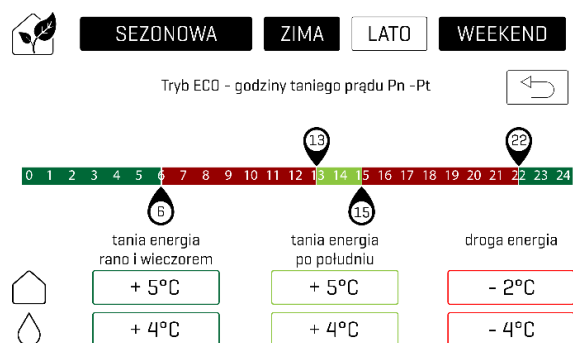 SEZONOWA ZIMA LATO WEEKEND
Tryb ECO - godziny taniego prądu Pn -Pt
13 22
0 1 2 3 4 5 6 7 8 9 10 11 12 13 14 15 16 17 18 19 20 21 22 23 24
6 15
tania energia rano i wieczorem
tania energia po południu
droga energia
+ 5°C + 5°C - 2°C
+ 4°C + 4°C - 4°C